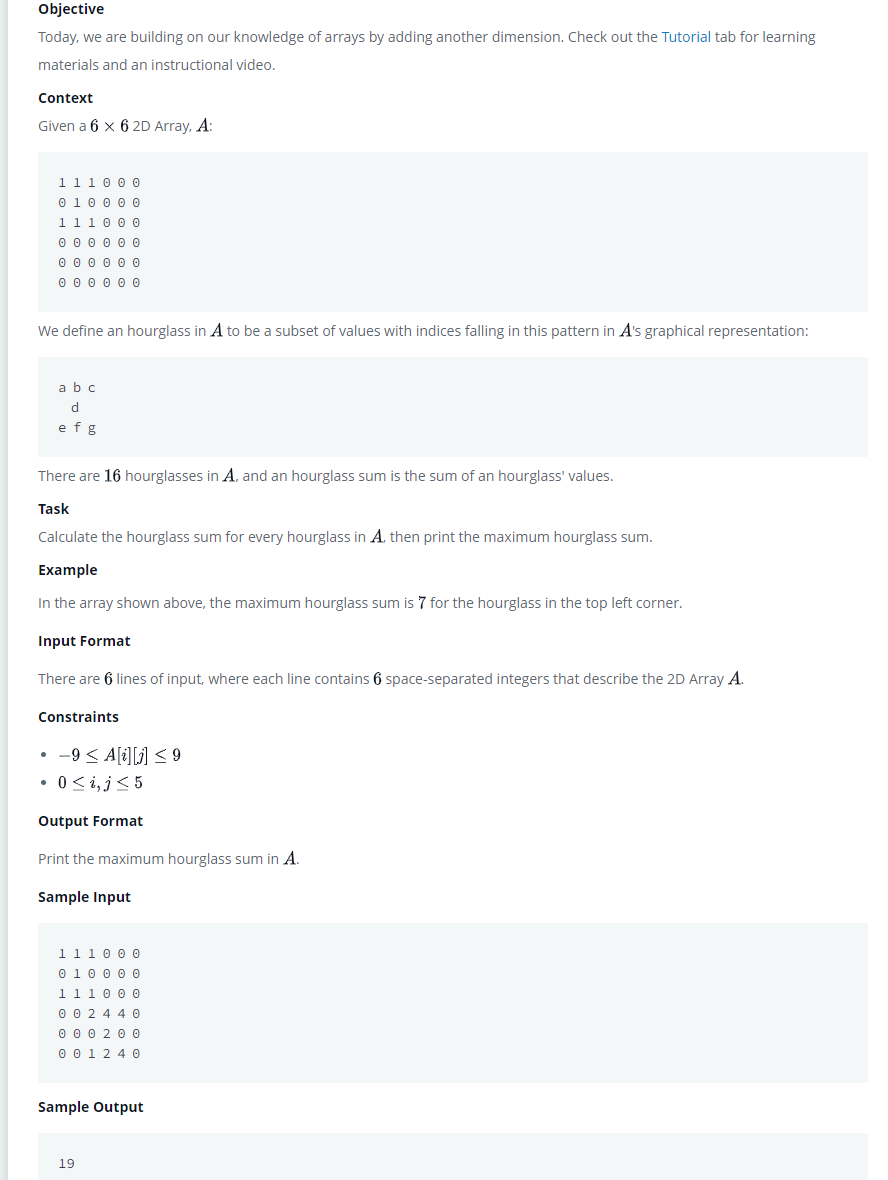 Objective
Today, we are building on our knowledge of arrays by adding another dimension. Check out the Tutorial tab for learning
materials and an instructional video.
Context
Given a 6 × 6 2D Array, A:
1 1 1 0 0 0
0 1 0 0 0 0
1 1 1 0 0 0
0 0 0 0 0 0
0 0 0 0 0 0
0 0 0 0 0 0
We define an hourglass in A to be a subset of values with indices falling in this pattern in A's graphical representation:
a b c
  d
e f g
There are 16 hourglasses in A, and an hourglass sum is the sum of an hourglass' values.
Task
Calculate the hourglass sum for every hourglass in A, then print the maximum hourglass sum.
Example
In the array shown above, the maximum hourglass sum is 7 for the hourglass in the top left corner.
Input Format
There are 6 lines of input, where each line contains 6 space-separated integers that describe the 2D Array A.
Constraints
• −9 ≤ A[i][j] ≤ 9
• 0 ≤ i, j ≤ 5
Output Format
Print the maximum hourglass sum in A.
Sample Input
1 1 1 0 0 0
0 1 0 0 0 0
1 1 1 0 0 0
0 0 2 4 4 0
0 0 0 2 0 0
0 0 1 2 4 0
Sample Output
19